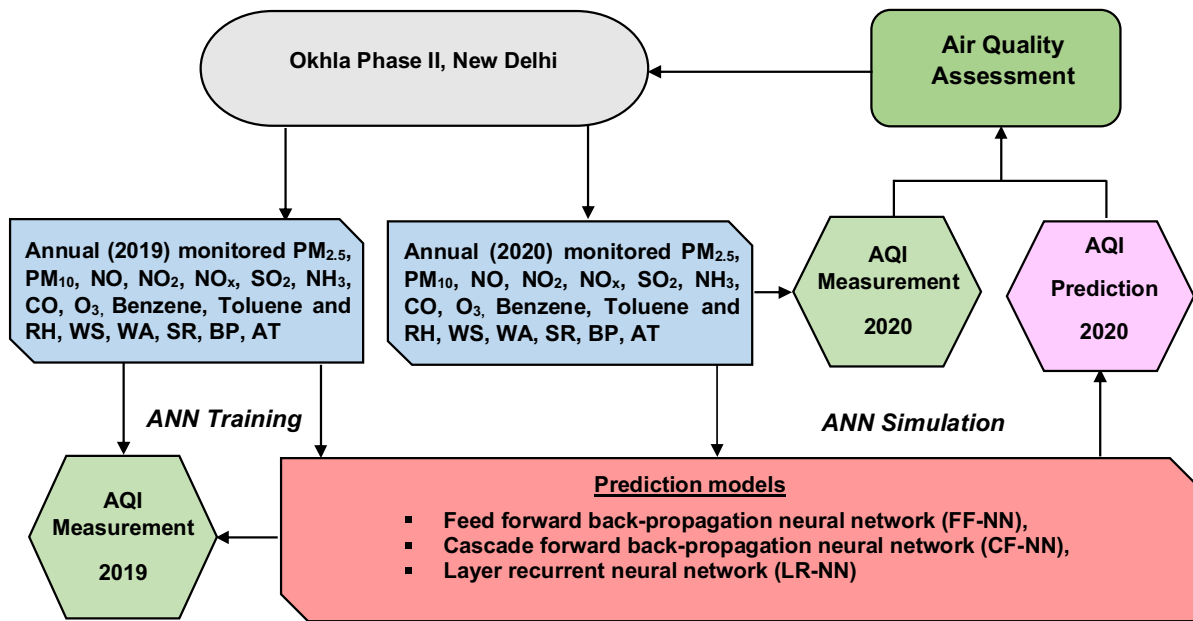 Okhla Phase II, New Delhi
Air Quality
Assessment
Annual (2019) monitored PM₂.₅,
PM₁₀, NO, NO₂, NOₓ, SO₂, NH₃,
CO, O₃, Benzene, Toluene and
RH, WS, WA, SR, BP, AT
Annual (2020) monitored PM₂.₅,
PM₁₀, NO, NO₂, NOₓ, SO₂, NH₃,
CO, O₃, Benzene, Toluene and
RH, WS, WA, SR, BP, AT
AQI
Measurement
2020
AQI
Prediction
2020
ANN Training
ANN Simulation
AQI
Measurement
2019
Prediction models
▪ Feed forward back-propagation neural network (FF-NN),
▪ Cascade forward back-propagation neural network (CF-NN),
▪ Layer recurrent neural network (LR-NN)